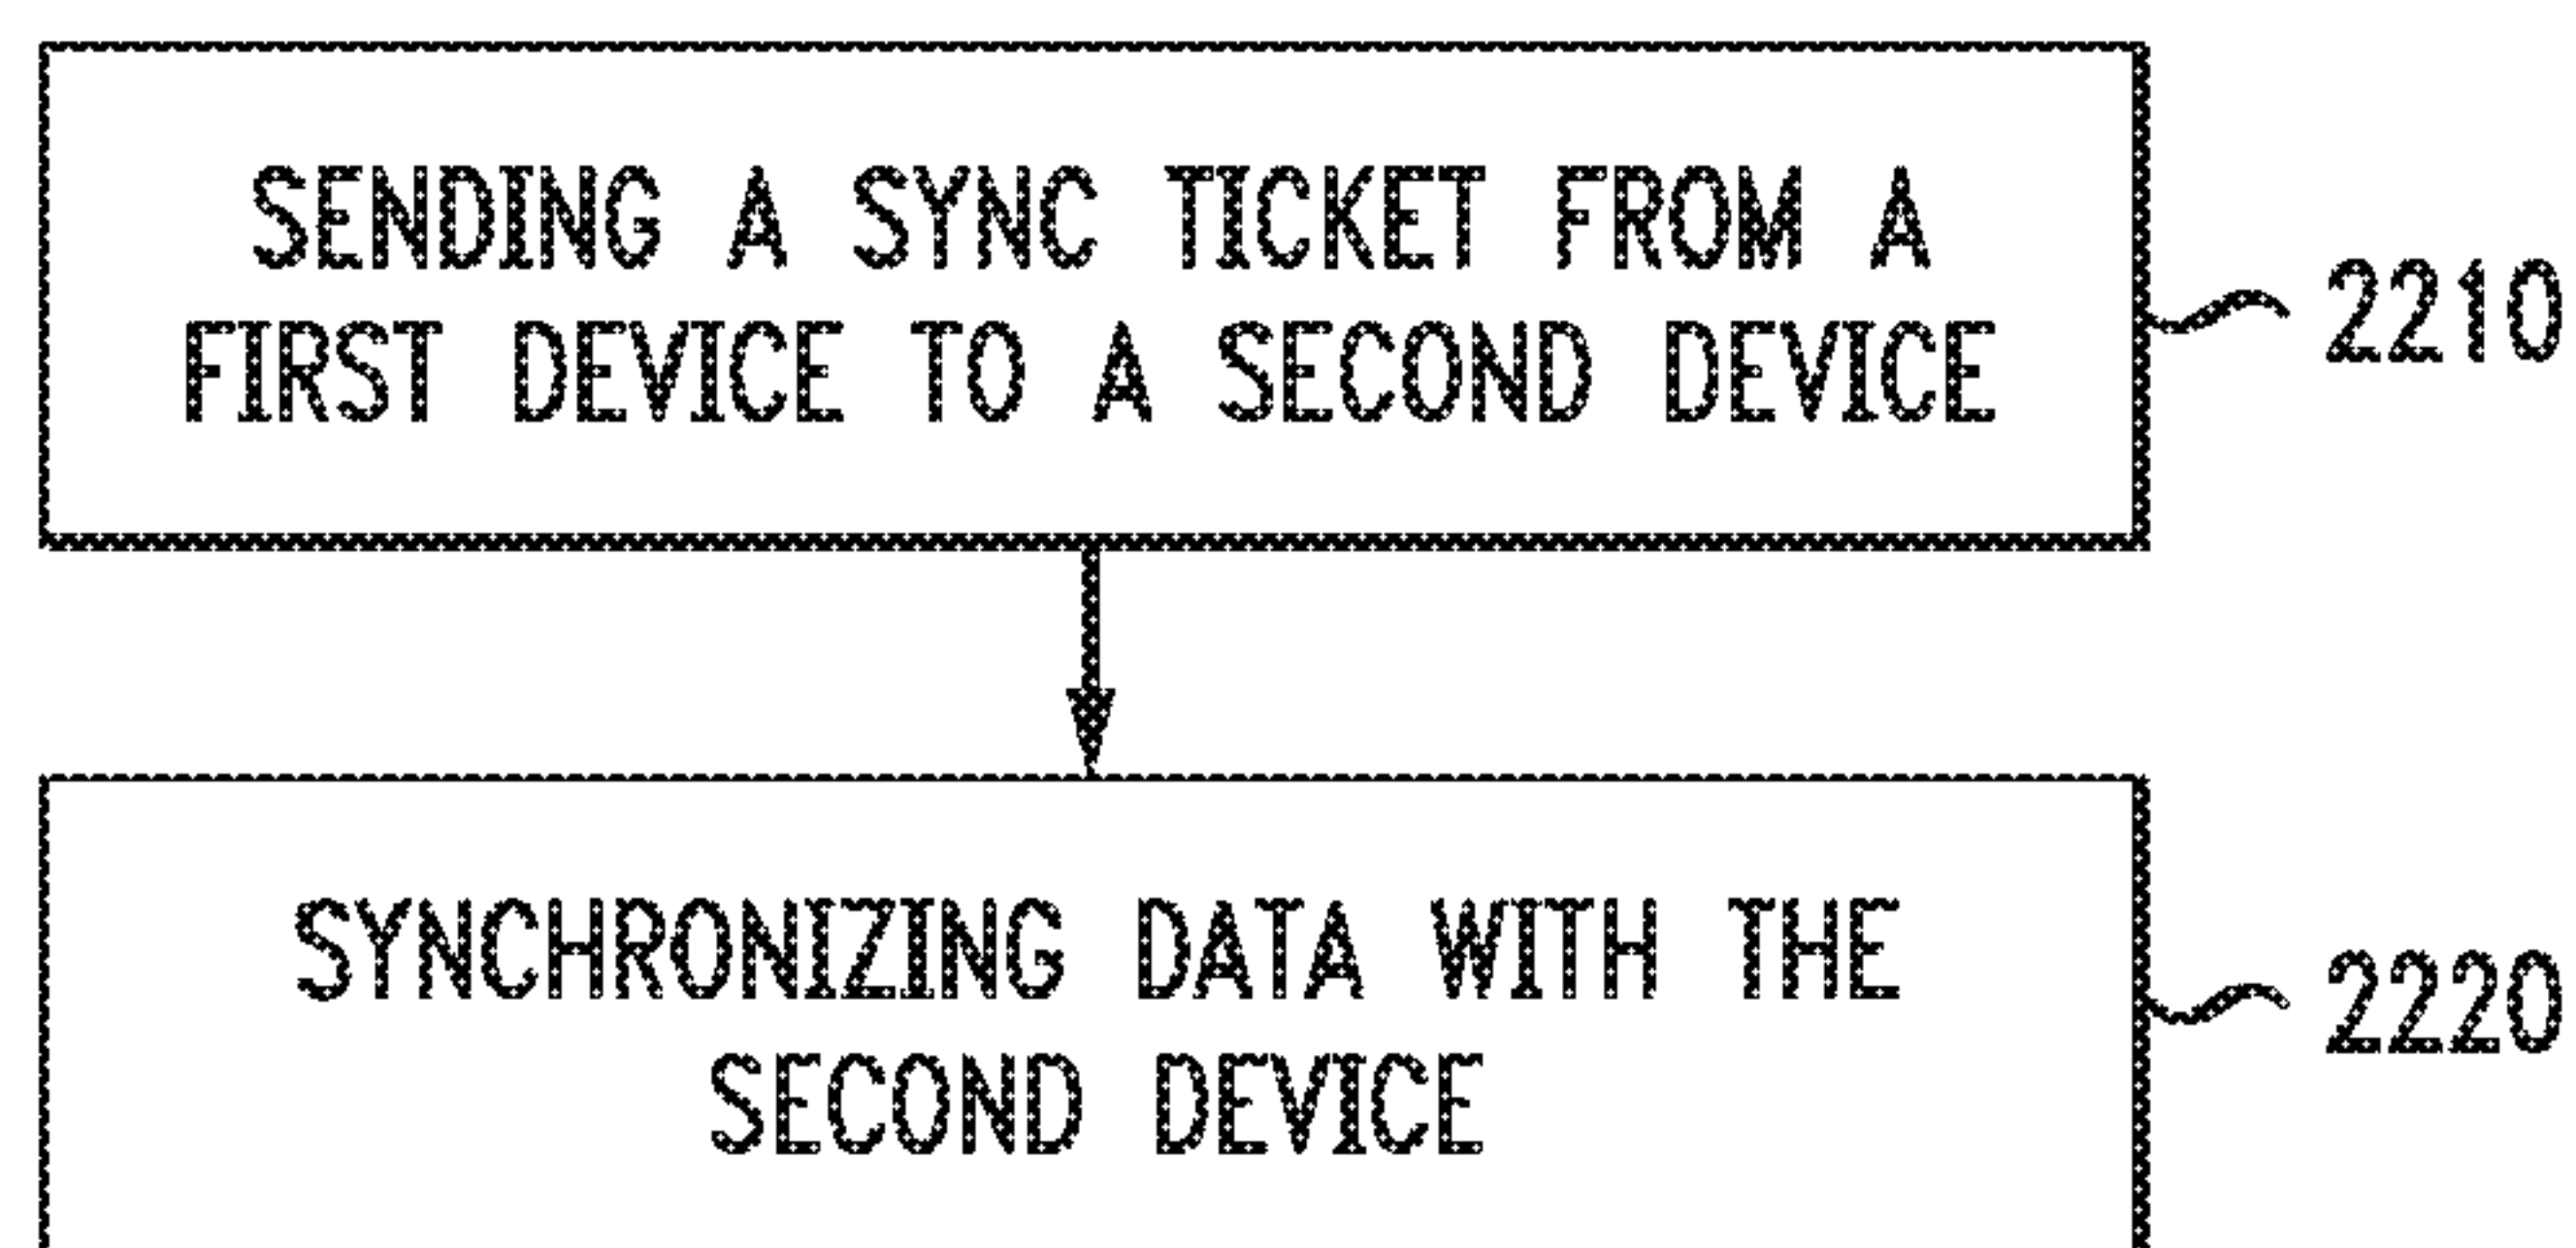 SENDING A SYNC TICKET FROM A
FIRST DEVICE TO A SECOND DEVICE
2210
SYNCHRONIZING DATA WITH THE
SECOND DEVICE
2220